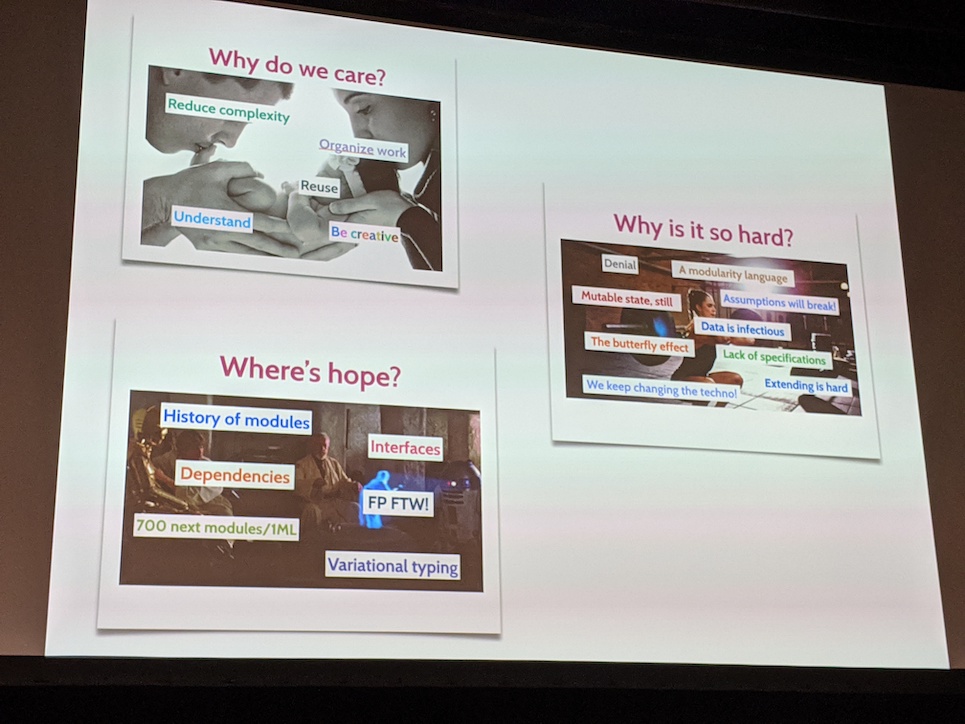 Why do we care?
Reduce complexity
Organize work
Reuse
Understand
Be creative
Why is it so hard?
Denial
A modularity language
Mutable state, still
Assumptions will break!
Data is infectious
The butterfly effect
Lack of specifications
We keep changing the techno!
Extending is hard
Where's hope?
History of modules
Interfaces
Dependencies
FP FTW!
700 next modules/1ML
Variational typing